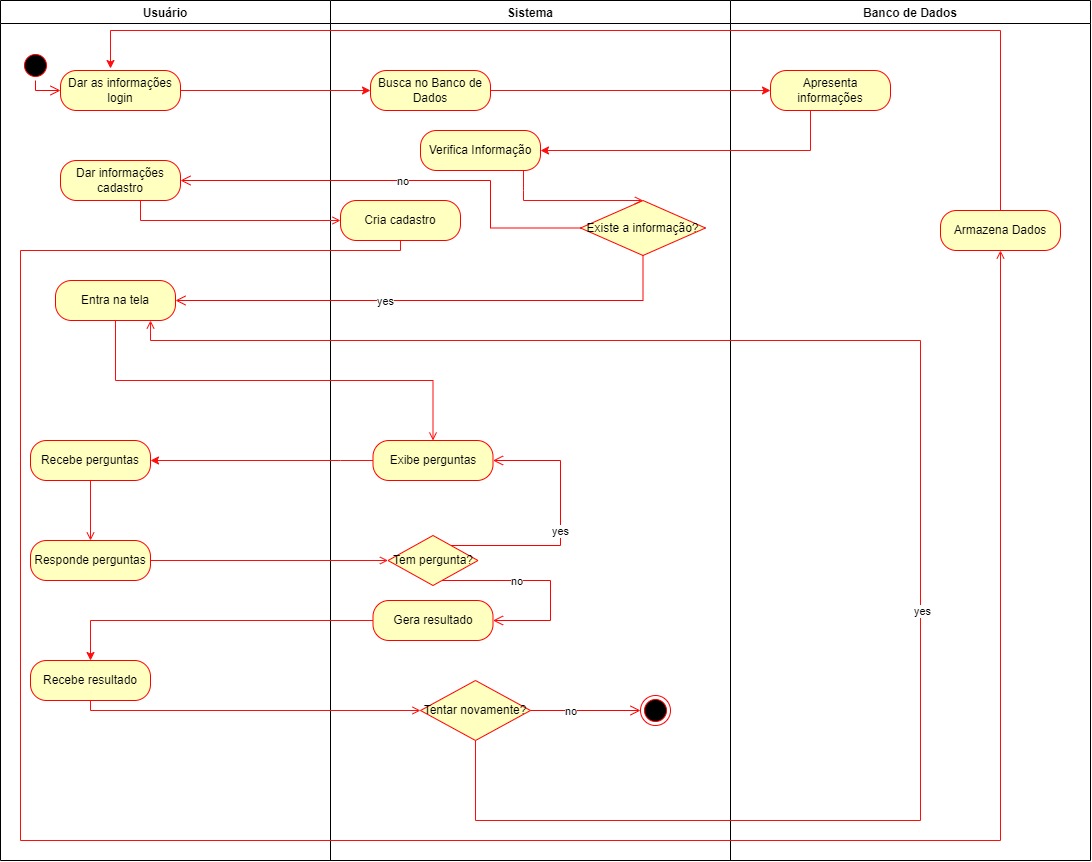 Usuário
Sistema
Banco de Dados
Dar as informações
login
Busca no Banco de
Dados
Apresenta
informações
Verifica Informação
Dar informações
cadastro
no
Cria cadastro
Existe a informação?
Armazena Dados
Entra na tela
yes
Recebe perguntas
Exibe perguntas
yes
Responde perguntas
Tem pergunta?
no
Gera resultado
yes
Recebe resultado
Tentar novamente?
no